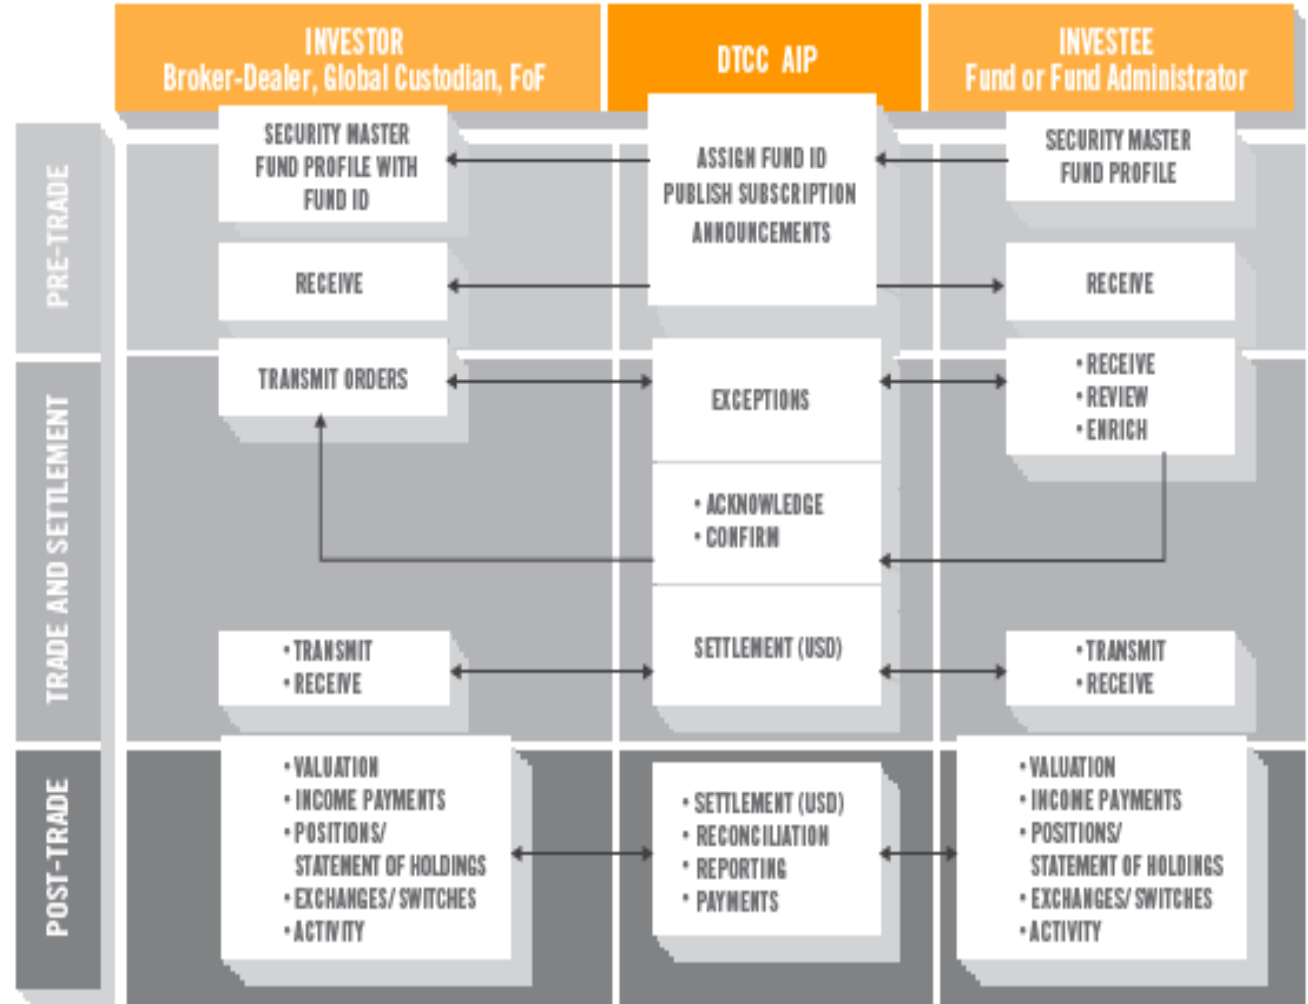 INVESTOR
Broker-Dealer, Global Custodian, FoF
DTCC AIP
INVESTEE
Fund or Fund Administrator
PRE-TRADE
SECURITY MASTER
FUND PROFILE WITH
FUND ID
ASSIGN FUND ID
PUBLISH SUBSCRIPTION
ANNOUNCEMENTS
SECURITY MASTER
FUND PROFILE
RECEIVE
RECEIVE
TRADE AND SETTLEMENT
TRANSMIT ORDERS
EXCEPTIONS
• RECEIVE
• REVIEW
• ENRICH
• ACKNOWLEDGE
• CONFIRM
• TRANSMIT
• RECEIVE
SETTLEMENT (USD)
• TRANSMIT
• RECEIVE
POST-TRADE
• VALUATION
• INCOME PAYMENTS
• POSITIONS/
STATEMENT OF HOLDINGS
• EXCHANGES/ SWITCHES
• ACTIVITY
• SETTLEMENT (USD)
• RECONCILIATION
• REPORTING
• PAYMENTS
• VALUATION
• INCOME PAYMENTS
• POSITIONS/
STATEMENT OF HOLDINGS
• EXCHANGES/ SWITCHES
• ACTIVITY